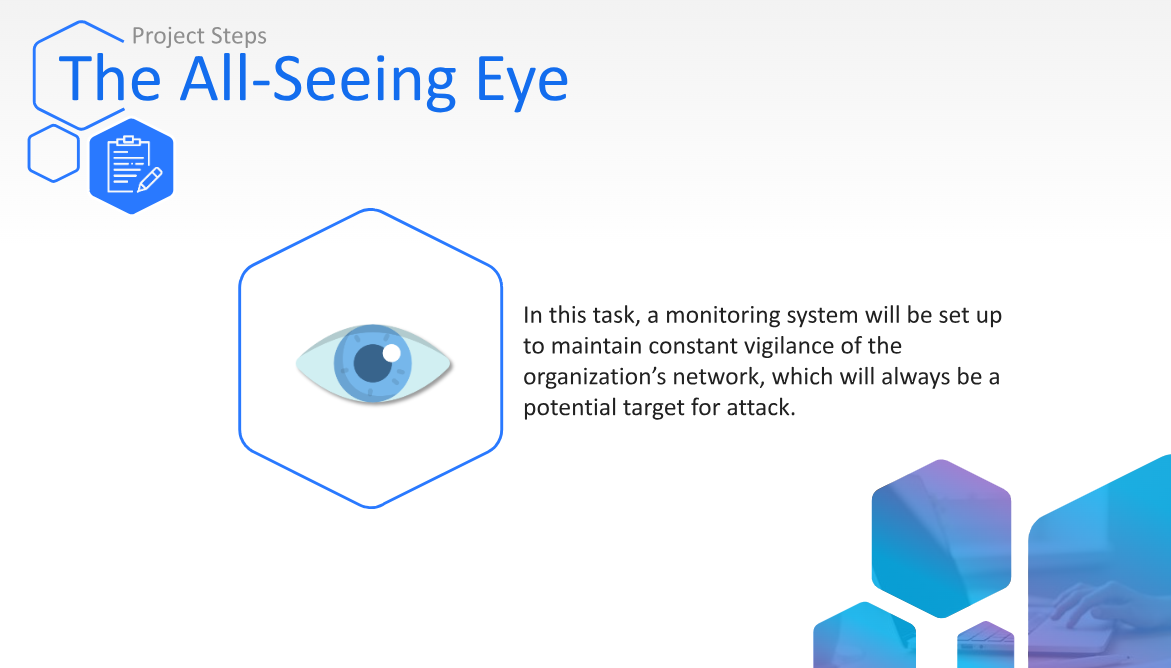 Project Steps
The All-Seeing Eye
In this task, a monitoring system will be set up
to maintain constant vigilance of the
organization’s network, which will always be a
potential target for attack.